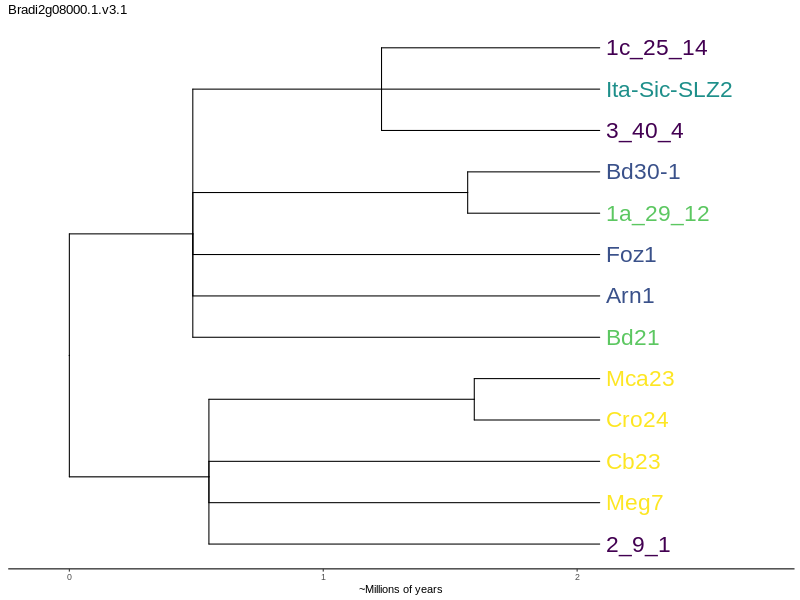 Bradi2g08000.1.v3.1
1c_25_14
Ita-Sic-SLZ2
3_40_4
Bd30-1
1a_29_12
Foz1
Arn1
Bd21
Mca23
Cro24
Cb23
Meg7
2_9_1
0 1 2
~Millions of years